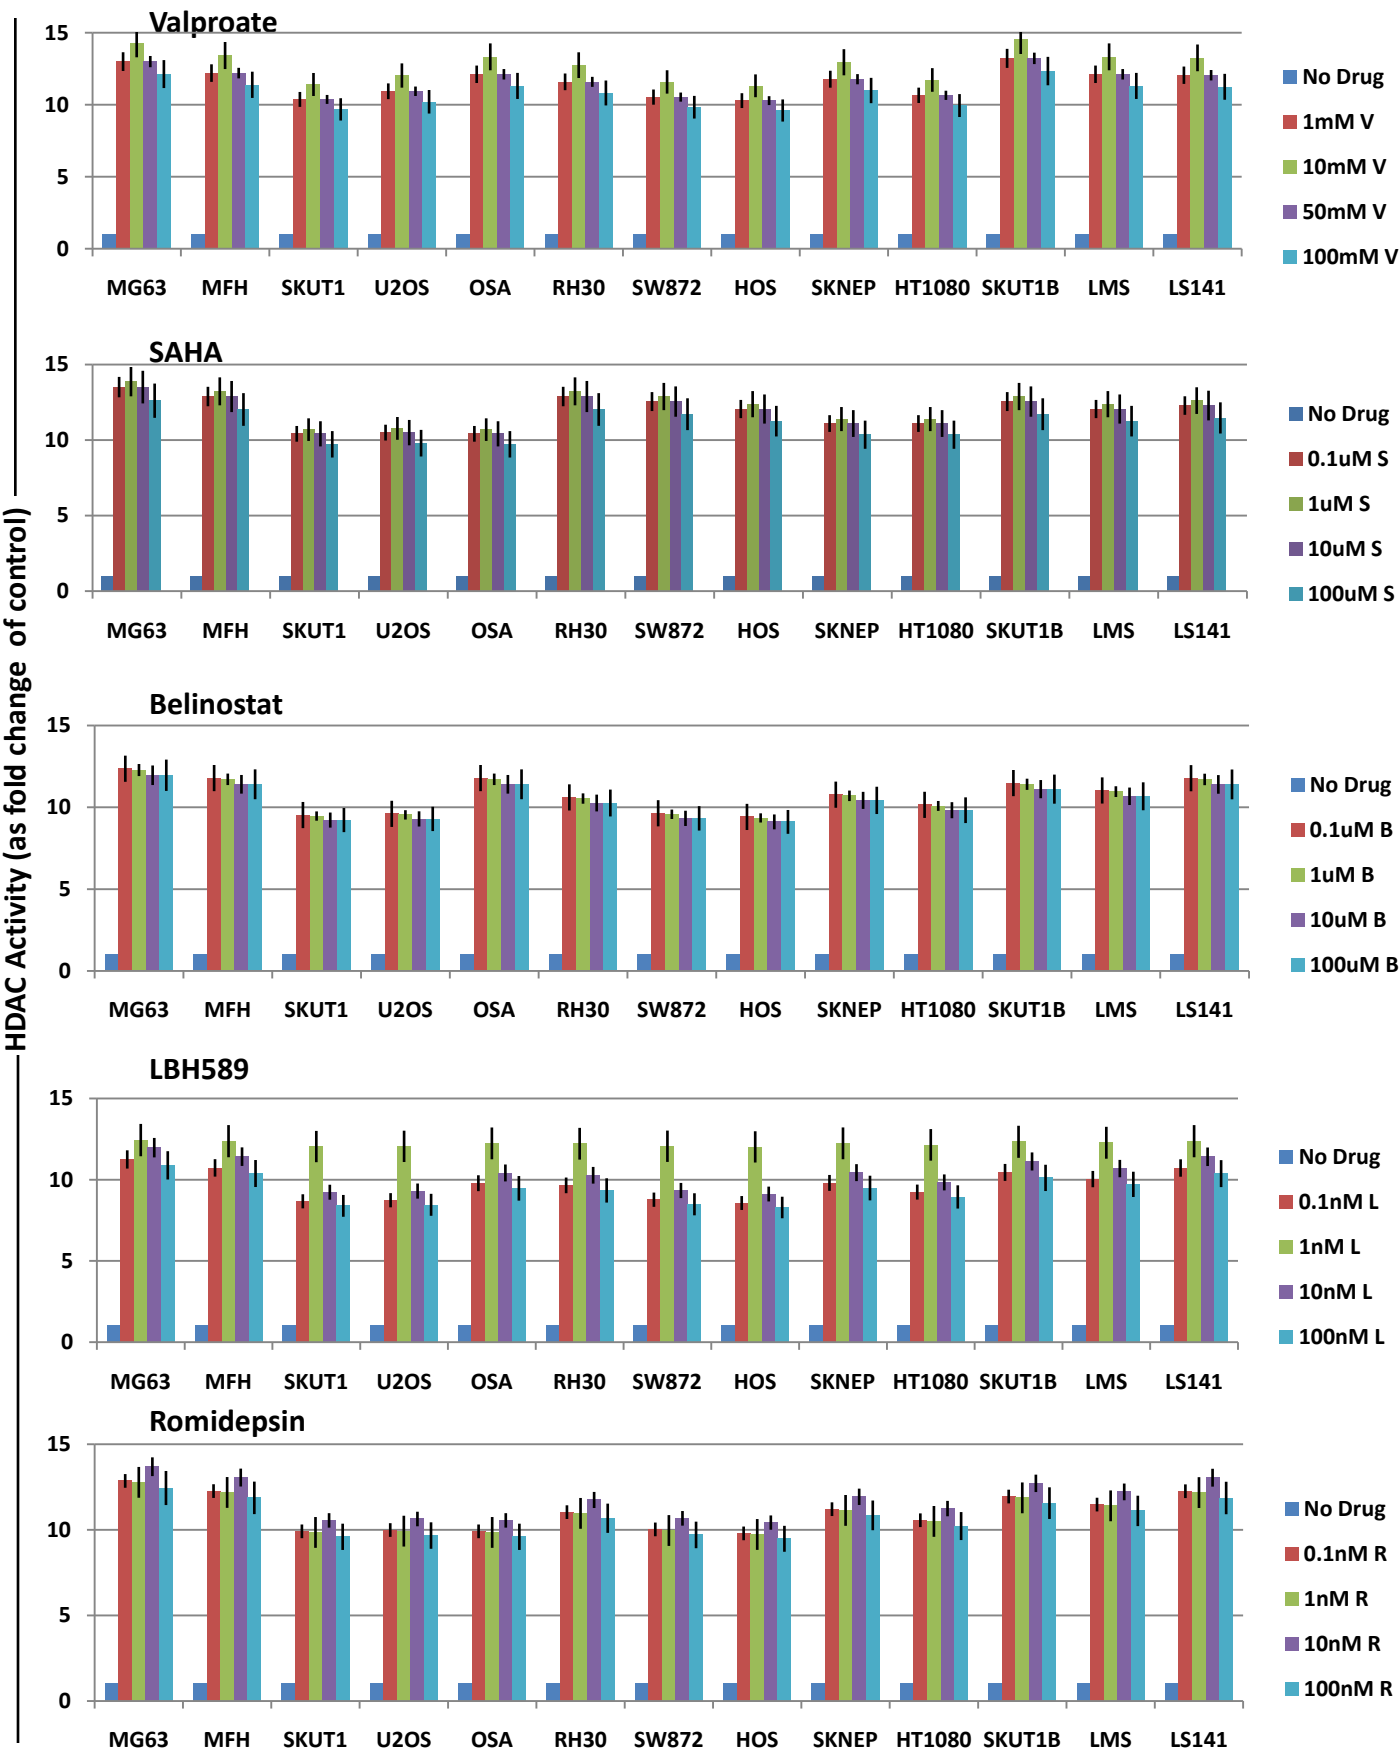 HDAC Activity (as fold change of control)
Valproate
15
10
5
0
MG63 MFH SKUT1 U2OS OSA RH30 SW872 HOS SKNEP HT1080 SKUT1B LMS LS141
No Drug
1mM V
10mM V
50mM V
100mM V
SAHA
15
10
5
0
MG63 MFH SKUT1 U2OS OSA RH30 SW872 HOS SKNEP HT1080 SKUT1B LMS LS141
No Drug
0.1uM S
1uM S
10uM S
100uM S
Belinostat
15
10
5
0
MG63 MFH SKUT1 U2OS OSA RH30 SW872 HOS SKNEP HT1080 SKUT1B LMS LS141
No Drug
0.1uM B
1uM B
10uM B
100uM B
LBH589
15
10
5
0
MG63 MFH SKUT1 U2OS OSA RH30 SW872 HOS SKNEP HT1080 SKUT1B LMS LS141
No Drug
0.1nM L
1nM L
10nM L
100nM L
Romidepsin
15
10
5
0
MG63 MFH SKUT1 U2OS OSA RH30 SW872 HOS SKNEP HT1080 SKUT1B LMS LS141
No Drug
0.1nM R
1nM R
10nM R
100nM R